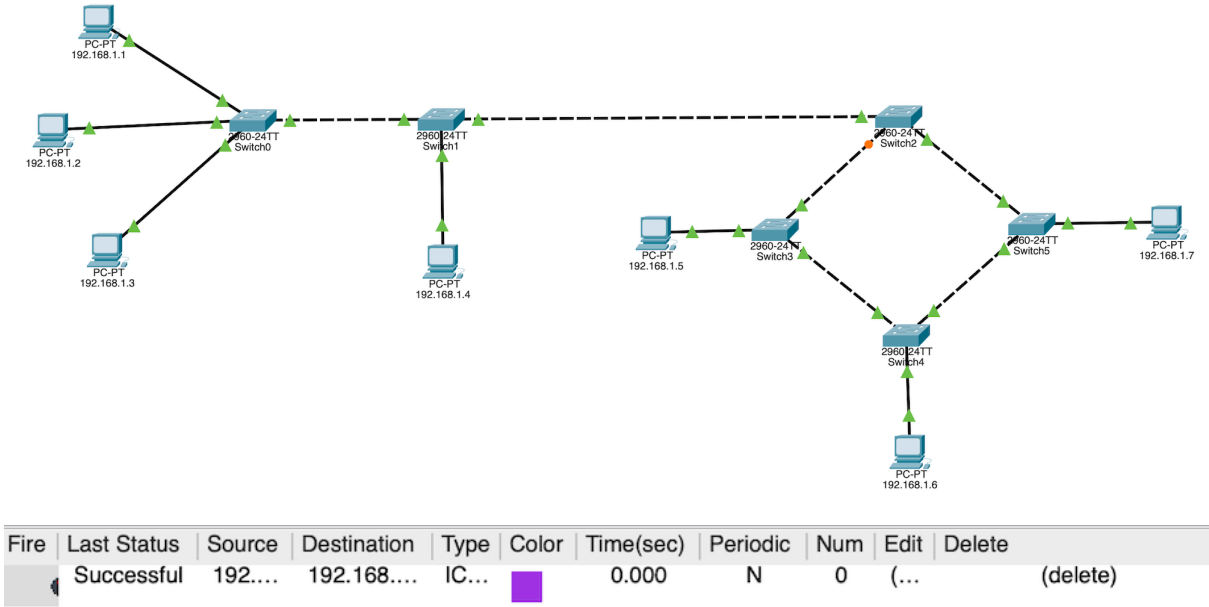 PC-PT
192.168.1.1
PC-PT
192.168.1.2
PC-PT
192.168.1.3
2960-24TT
Switch0
2960-24TT
Switch1
PC-PT
192.168.1.4
2960-24TT
Switch2
PC-PT
192.168.1.5
2960-24TT
Switch3
2960-24TT
Switch5
PC-PT
192.168.1.7
2960-24TT
Switch4
PC-PT
192.168.1.6
Fire Last Status Source Destination Type Color Time(sec) Periodic Num Edit Delete
Successful 192.... 192.168.... IC... 0.000 N 0 (... (delete)